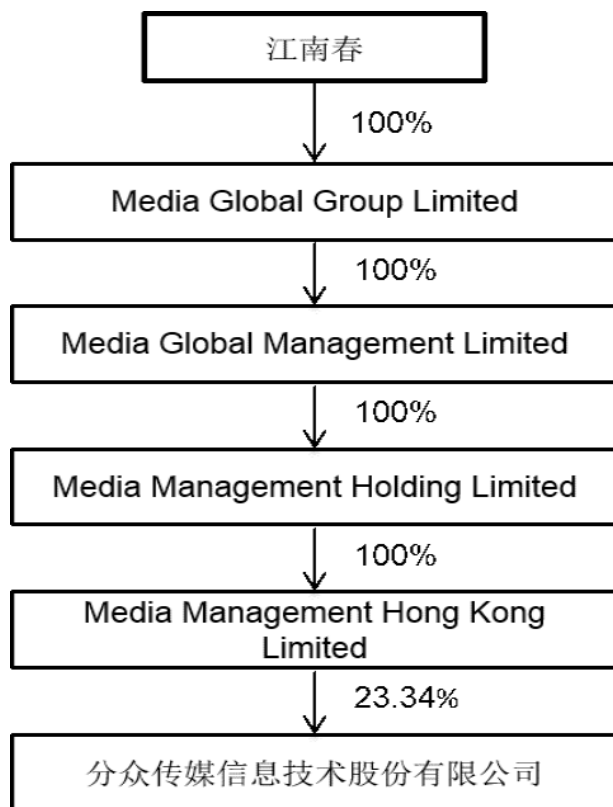 江南春
100%
Media Global Group Limited
100%
Media Global Management Limited
100%
Media Management Holding Limited
100%
Media Management Hong Kong
Limited
23.34%
分众传媒信息技术股份有限公司